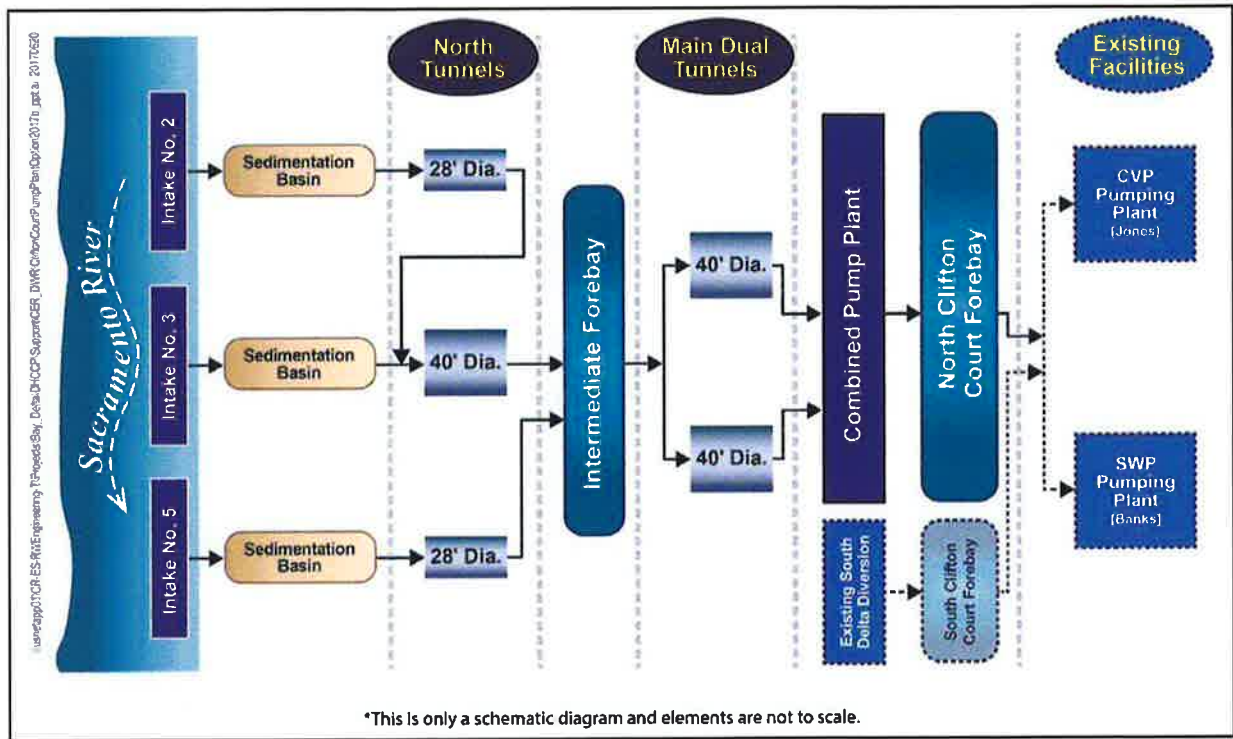 North
Tunnels
Main Dual
Tunnels
Existing
Facilities
Sacramento River
Intake No. 2
Sedimentation
Basin
28' Dia.
Intake No. 3
Sedimentation
Basin
40' Dia.
Intake No. 5
Sedimentation
Basin
28' Dia.
Intermediate Forebay
40' Dia.
40' Dia.
Combined Pump Plant
North Clifton
Court Forebay
Existing South
Delta Diversion
South Clifton
Court Forebay
CVP
Pumping
Plant
(Jones)
SWP
Pumping
Plant
(Banks)
*This is only a schematic diagram and elements are not to scale.